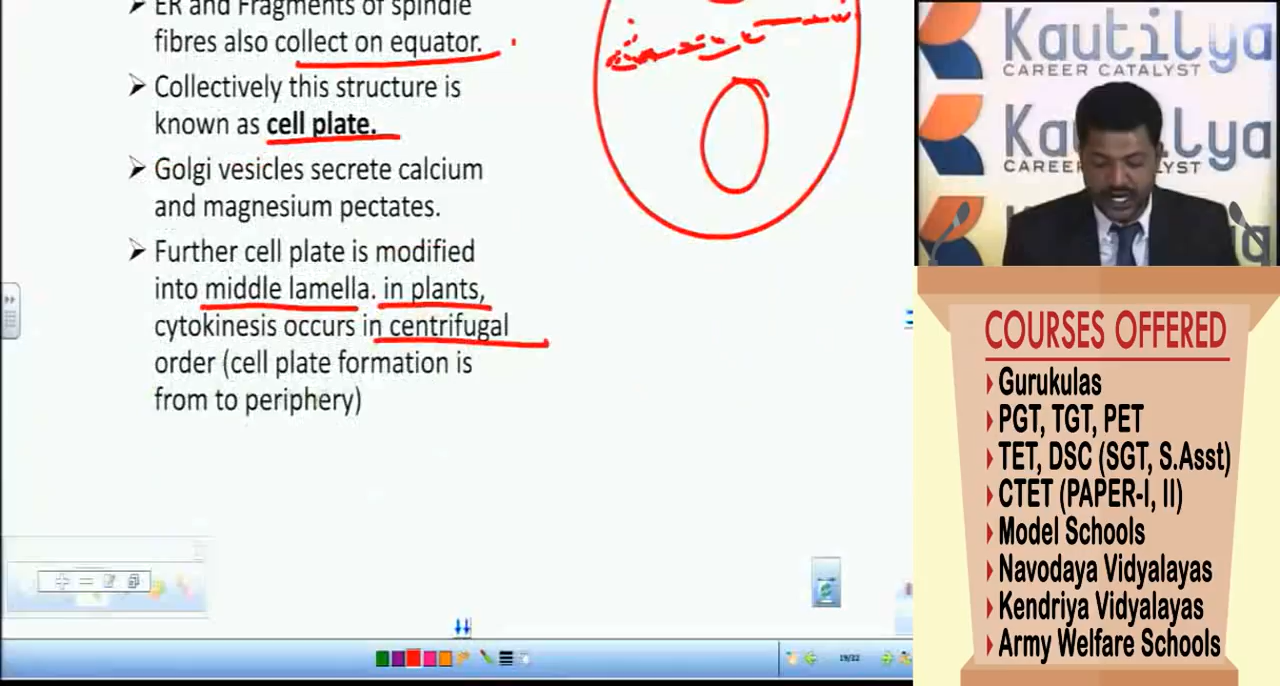 ER and Fragments of spindle
fibres also collect on equator.
➢ Collectively this structure is
known as cell plate.
➢ Golgi vesicles secrete calcium
and magnesium pectates.
➢ Further cell plate is modified
into middle lamella. in plants,
cytokinesis occurs in centrifugal
order (cell plate formation is
from to periphery)
19/22
Kautilya
CAREER CATALYST
Kautilya
CAREER CATALYST
COURSES OFFERED
Gurukulas
PGT, TGT, PET
TET, DSC (SGT, S.Asst)
CTET (PAPER-I, II)
Model Schools
Navodaya Vidyalayas
Kendriya Vidyalayas
Army Welfare Schools